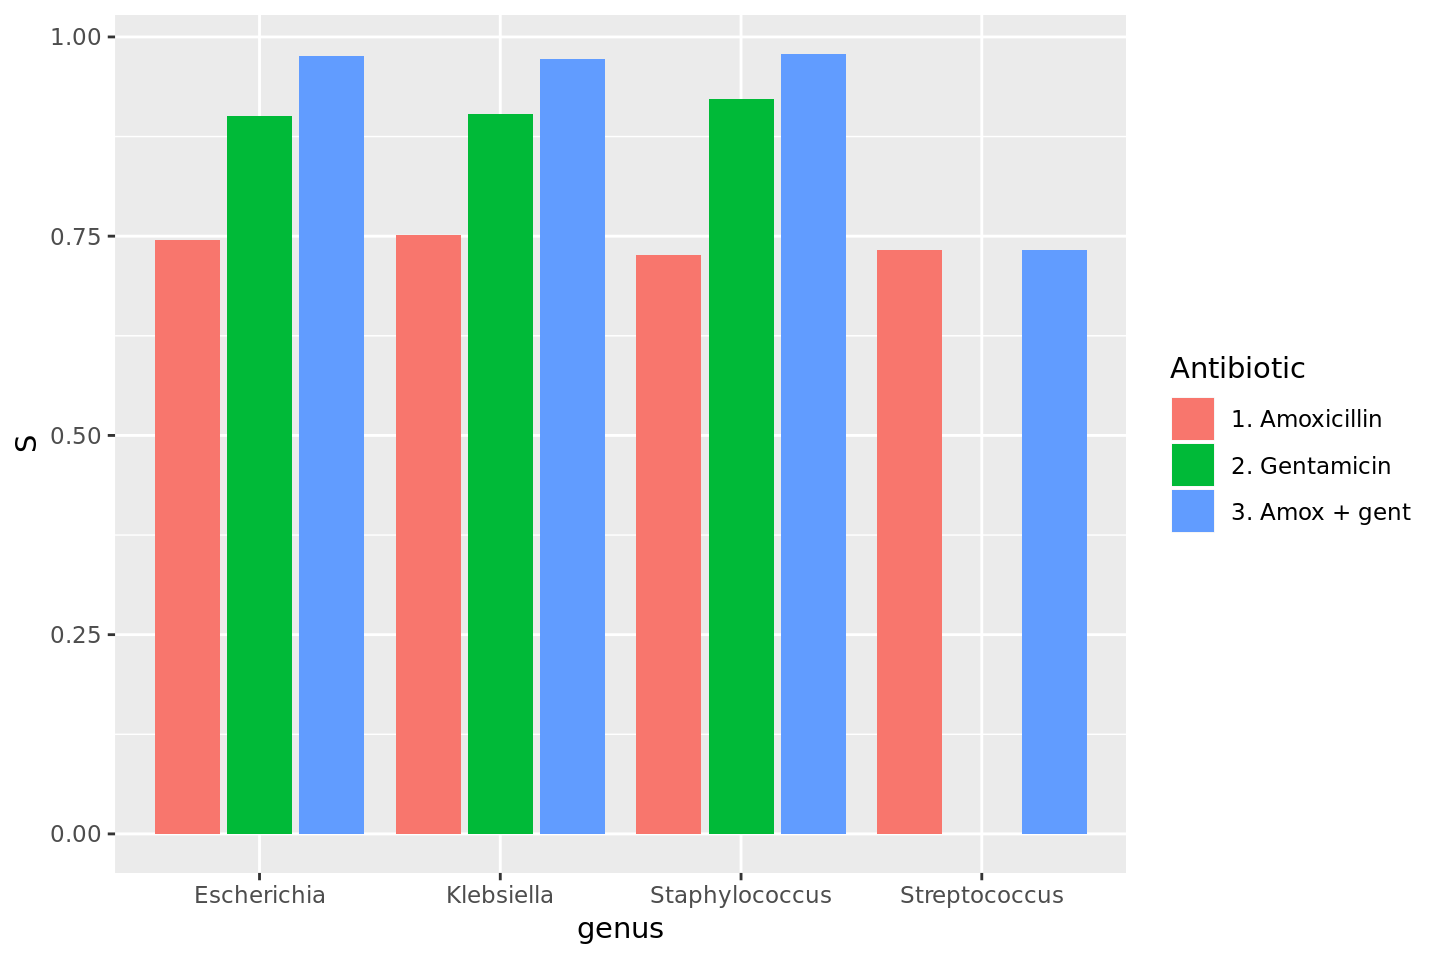 1.00
0.75
0.50
0.25
0.00
S
Escherichia
Klebsiella
Staphylococcus
Streptococcus
genus
Antibiotic
1. Amoxicillin
2. Gentamicin
3. Amox + gent